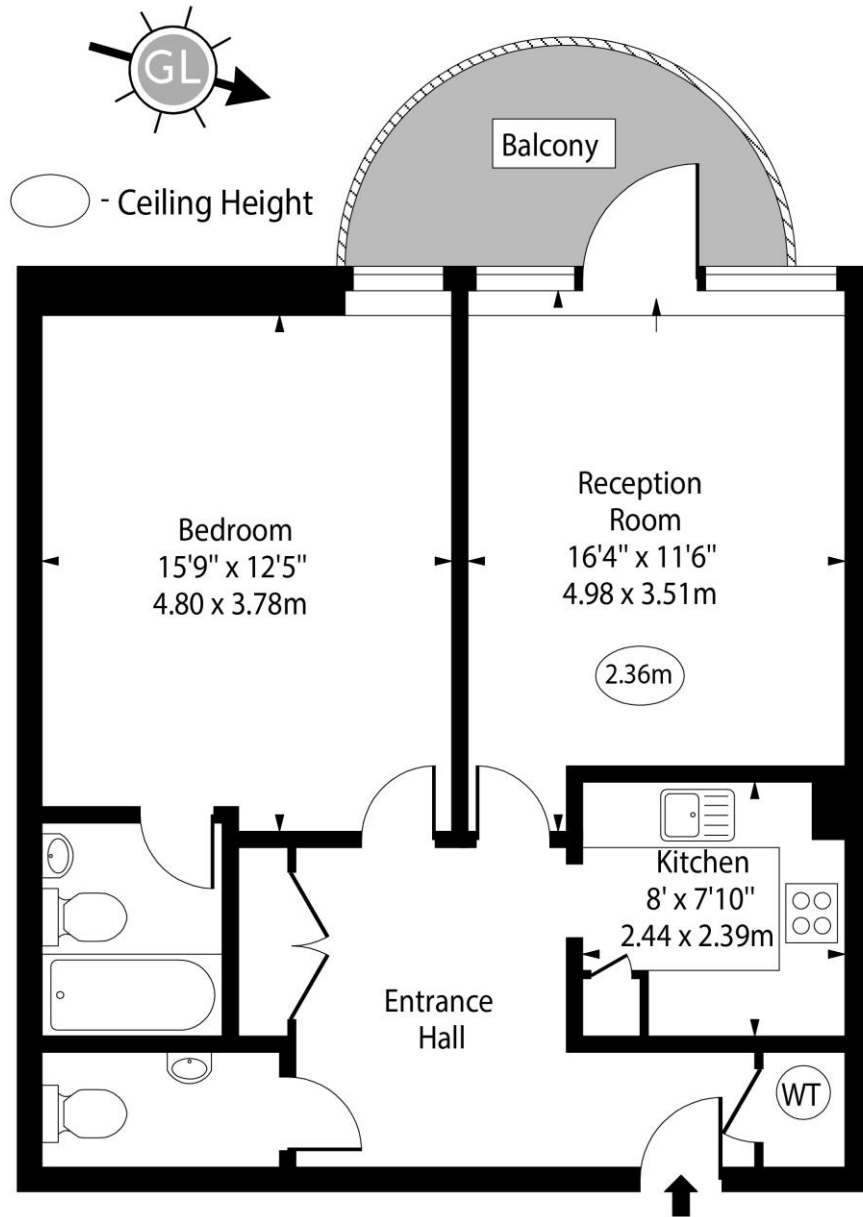 GL
- Ceiling Height
Balcony
Bedroom
15'9" x 12'5"
4.80 x 3.78m
Reception
Room
16'4" x 11'6"
4.98 x 3.51m
2.36m
Kitchen
8' x 7'10"
2.44 x 2.39m
Entrance
Hall
WT